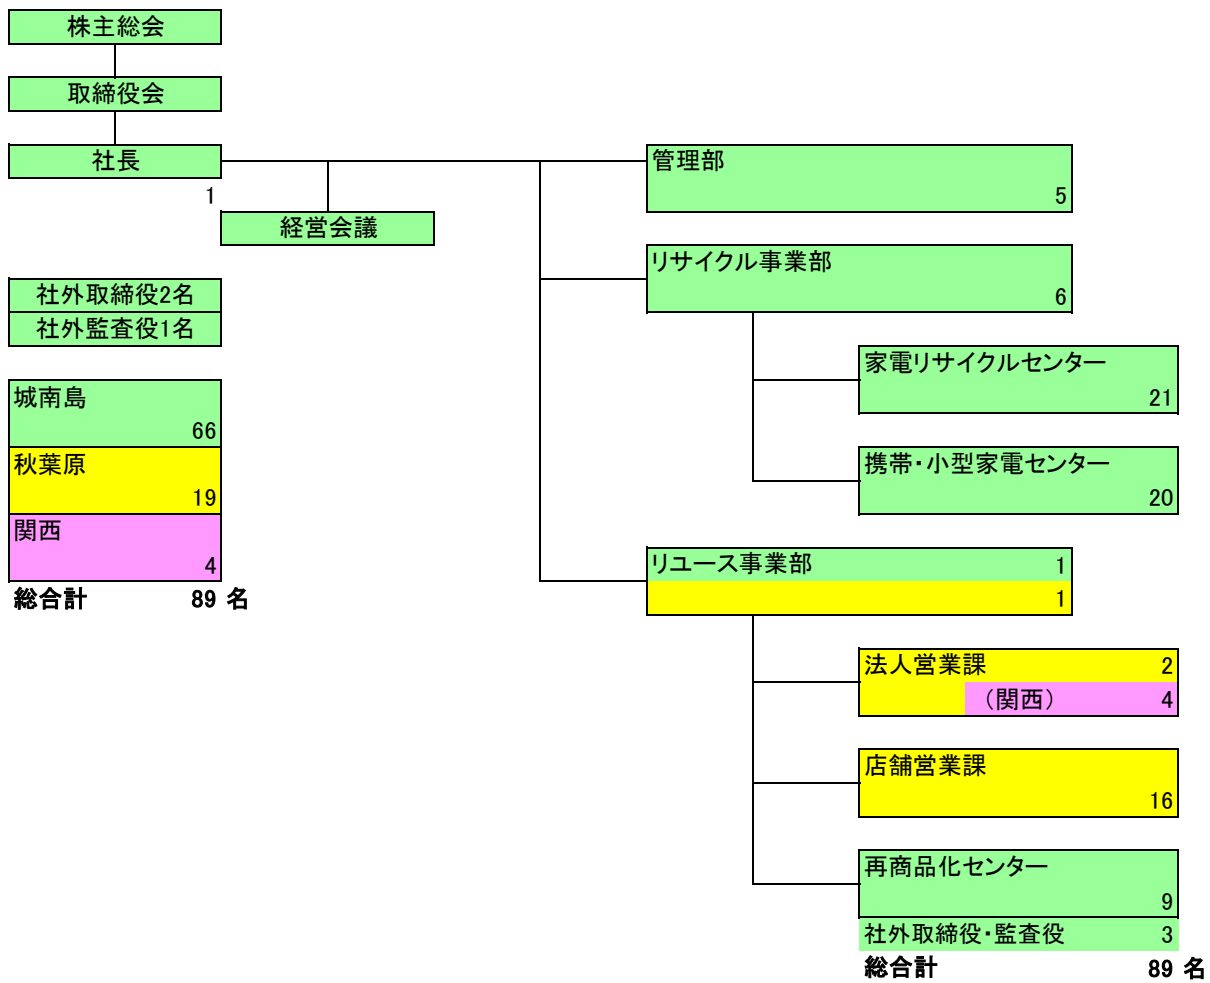 株主総会
取締役会
社長
1
経営会議
社外取締役2名
社外監査役1名
城南島
66
秋葉原
19
関西
4
総合計 89 名
管理部
5
リサイクル事業部
6
家電リサイクルセンター
21
携帯・小型家電センター
20
リユース事業部 1
1
法人営業課 2
（関西） 4
店舗営業課
16
再商品化センター
9
社外取締役・監査役 3
総合計 89 名